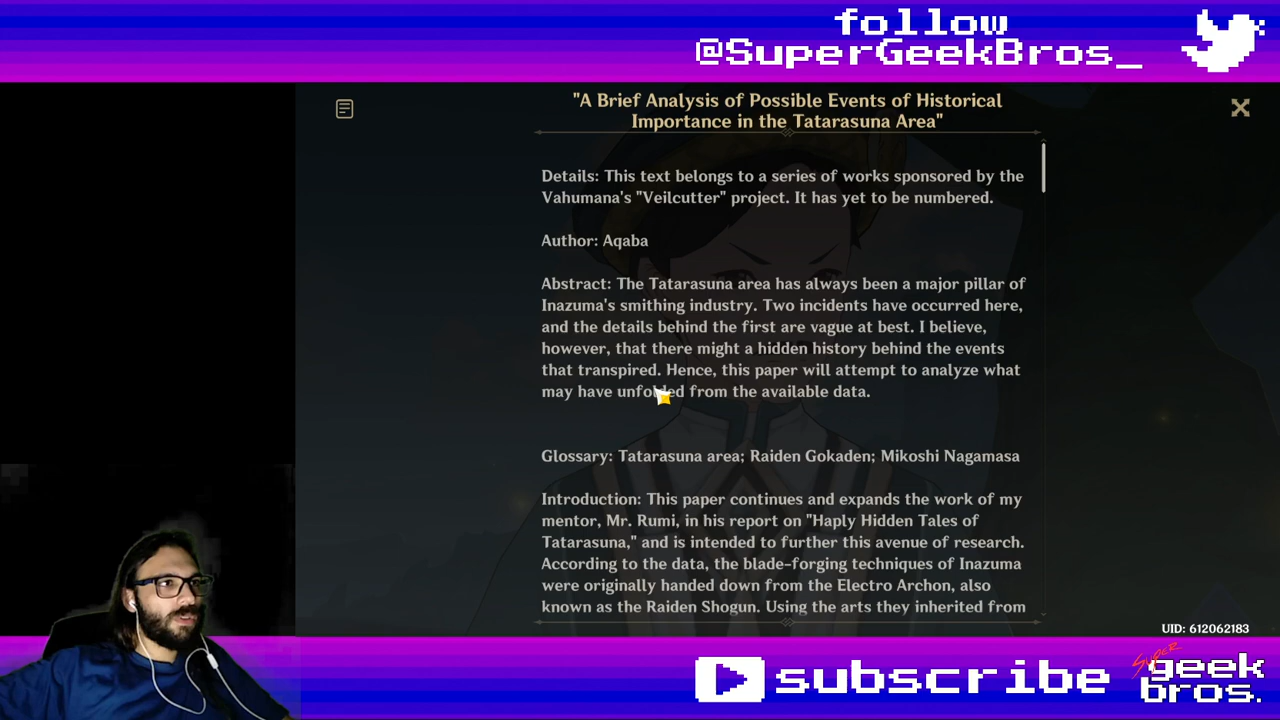 follow
@SuperGeekBros_
"A Brief Analysis of Possible Events of Historical
Importance in the Tatarasuna Area"
Details: This text belongs to a series of works sponsored by the
Vahumana's "Veilcutter" project. It has yet to be numbered.
Author: Aqaba
Abstract: The Tatarasuna area has always been a major pillar of
Inazuma's smithing industry. Two incidents have occurred here,
and the details behind the first are vague at best. I believe,
however, that there might a hidden history behind the events
that transpired. Hence, this paper will attempt to analyze what
may have unfolded from the available data.
Glossary: Tatarasuna area; Raiden Gokaden; Mikoshi Nagamasa
Introduction: This paper continues and expands the work of my
mentor, Mr. Rumi, in his report on "Haply Hidden Tales of
Tatarasuna," and is intended to further this avenue of research.
According to the data, the blade-forging techniques of Inazuma
were originally handed down from the Electro Archon, also
known as the Raiden Shogun. Using the arts they inherited from
UID: 612062183
subscribe
SUPER
geek
bros.